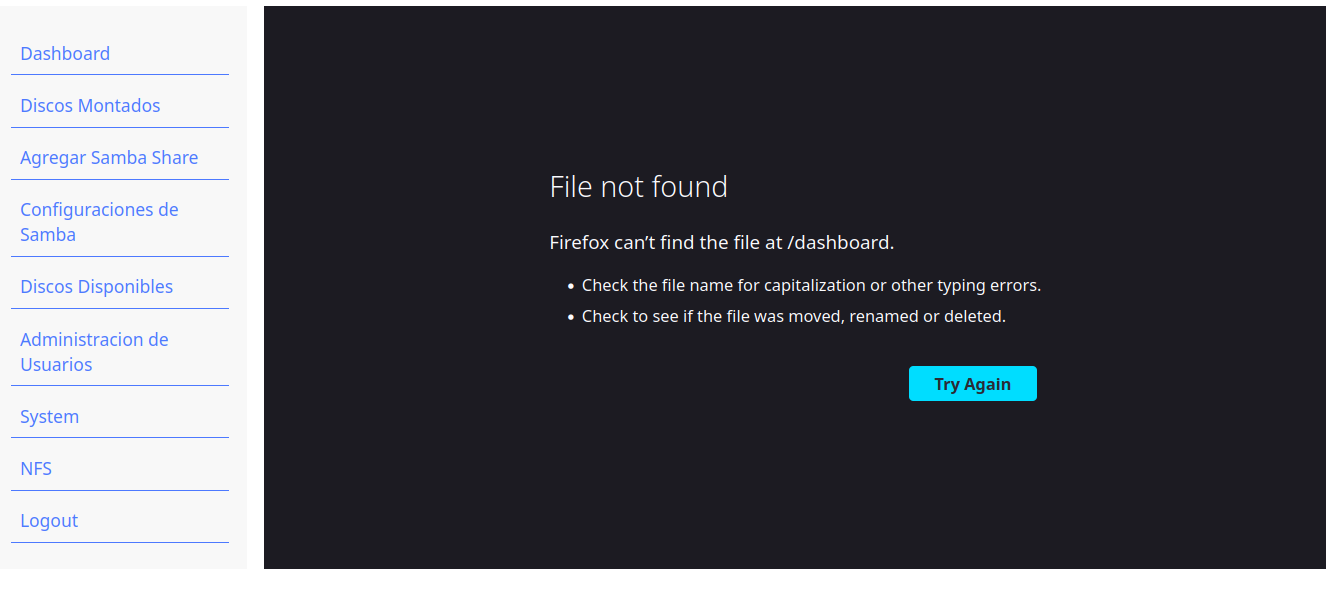 Dashboard
Discos Montados
Agregar Samba Share
Configuraciones de
Samba
Discos Disponibles
Administracion de
Usuarios
System
NFS
Logout
File not found
Firefox can’t find the file at /dashboard.
• Check the file name for capitalization or other typing errors.
• Check to see if the file was moved, renamed or deleted.
Try Again